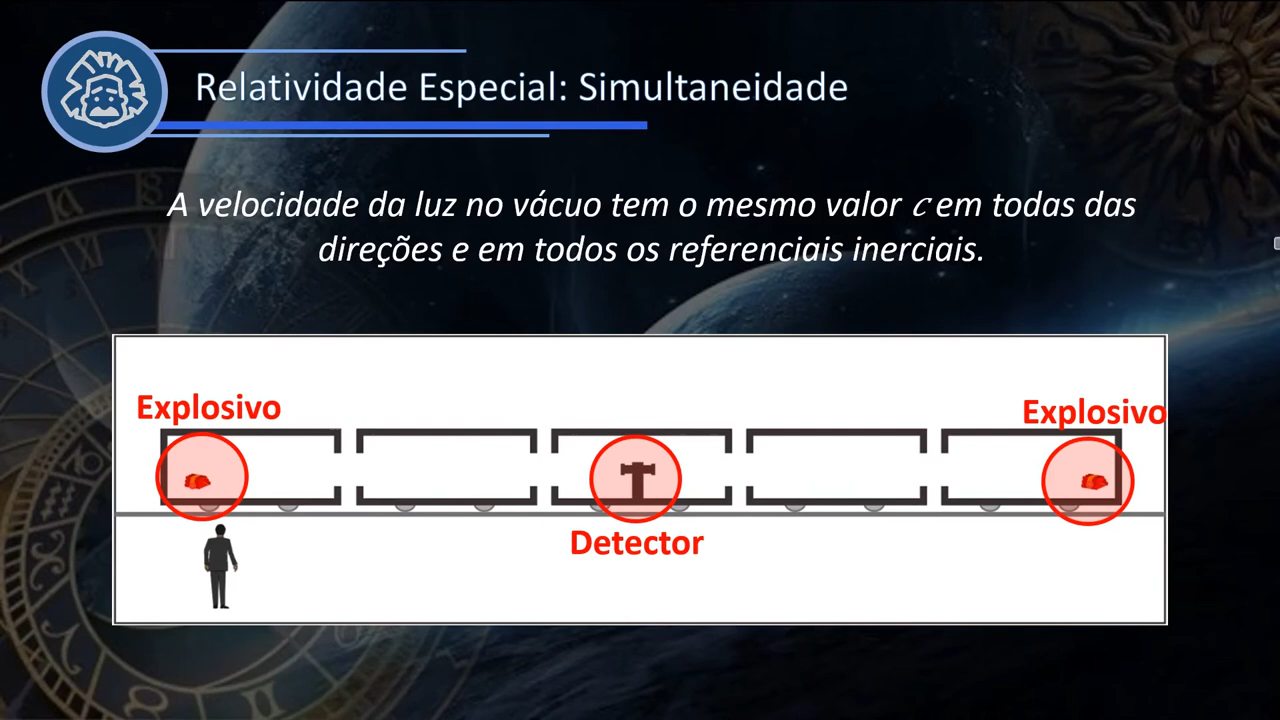 Relatividade Especial: Simultaneidade
A velocidade da luz no vácuo tem o mesmo valor c em todas das
direções e em todos os referenciais inerciais.
Explosivo
Explosivo
Detector